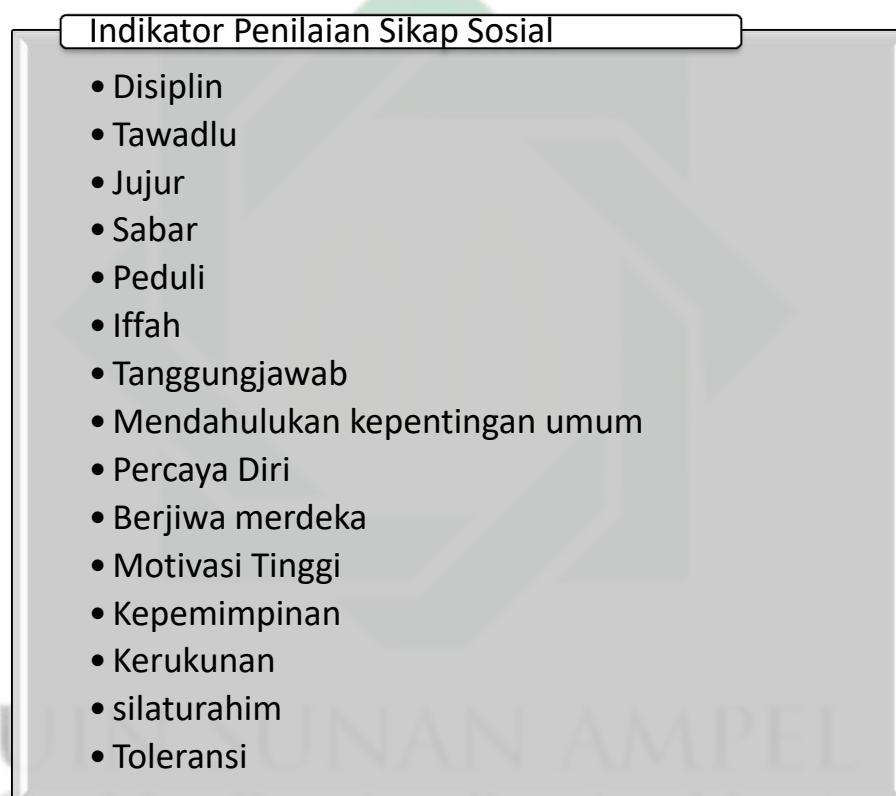 Indikator Penilaian Sikap Sosial
• Disiplin
• Tawadlu
• Jujur
• Sabar
• Peduli
• Iffah
• Tanggungjawab
• Mendahulukan kepentingan umum
• Percaya Diri
• Berjiwa merdeka
• Motivasi Tinggi
• Kepemimpinan
• Kerukunan
• silaturahim
• Toleransi
UIN SUNAN AMPEL